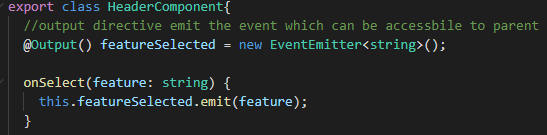 export class HeaderComponent{
//output directive emit the event which can be accessbile to parent
@Output() featureSelected = new EventEmitter<string>();
onSelect(feature: string) {
this.featureSelected.emit(feature);
}